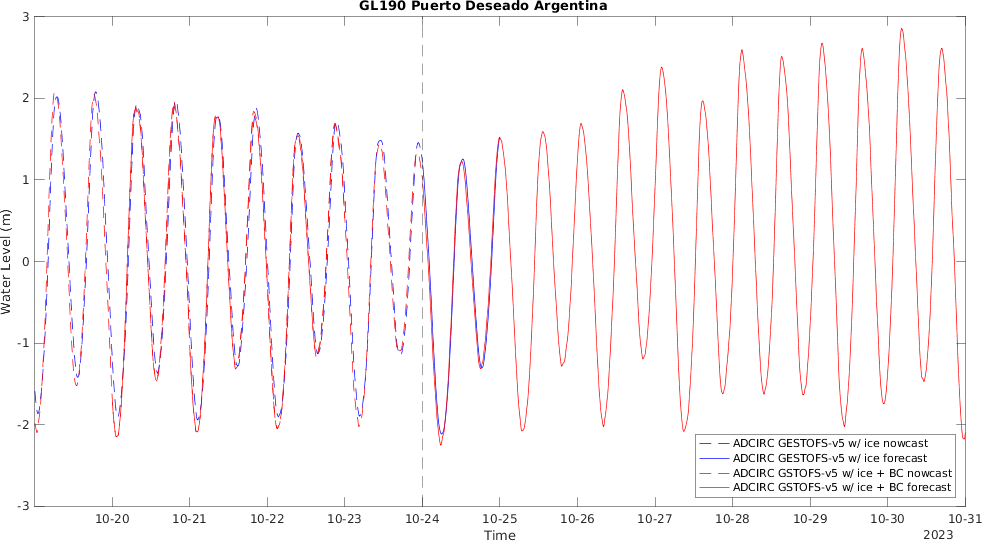 GL190 Puerto Deseado Argentina
3
2
1
0
-1
-2
-3
Water Level (m)
ADCIRC GESTOFS-v5 w/ ice nowcast
ADCIRC GESTOFS-v5 w/ ice forecast
ADCIRC GSTOFS-v5 w/ ice + BC nowcast
ADCIRC GSTOFS-v5 w/ ice + BC forecast
10-20 10-21 10-22 10-23 10-24 10-25 10-26 10-27 10-28 10-29 10-30 10-31
Time
2023